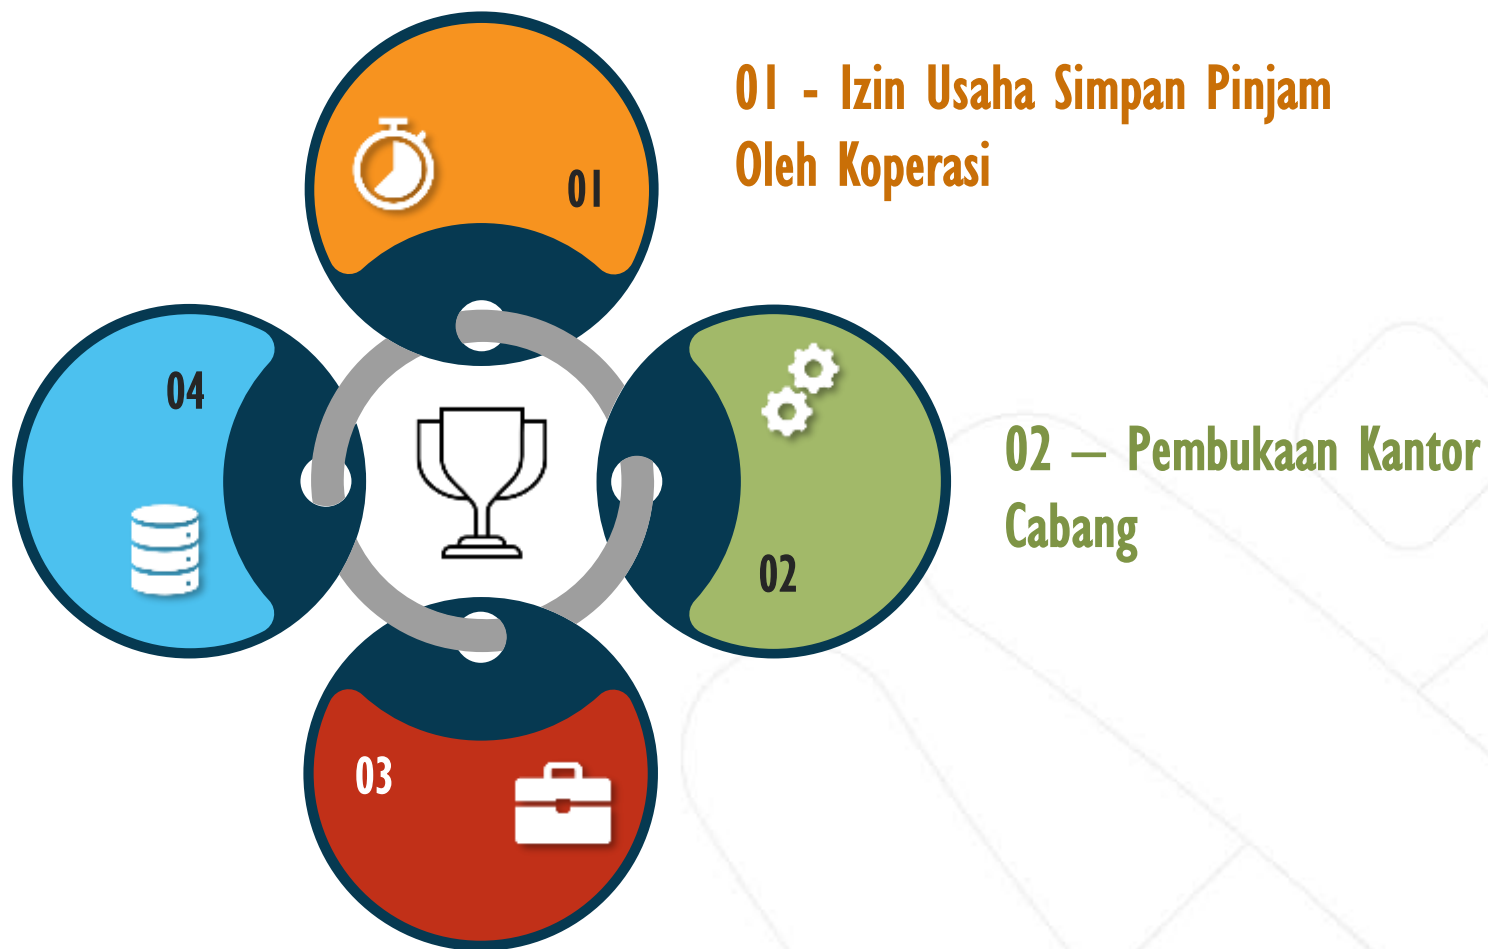 01 - Izin Usaha Simpan Pinjam
Oleh Koperasi
01
04
02 – Pembukaan Kantor
Cabang
02
03